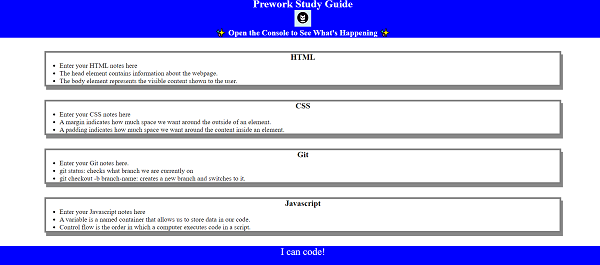 Prework Study Guide
✨ Open the Console to See What's Happening ✨
HTML
Enter your HTML notes here
The head element contains information about the webpage.
The body element represents the visible content shown to the user.
CSS
Enter your CSS notes here
A margin indicates how much space we want around the outside of an element.
A padding indicates how much space we want around the content inside an element.
Git
Enter your Git notes here.
git status: checks what branch we are currently on
git checkout -b branch-name: creates a new branch and switches to it.
Javascript
Enter your Javascript notes here
A variable is a named container that allows us to store data in our code.
Control flow is the order in which a computer executes code in a script.
I can code!